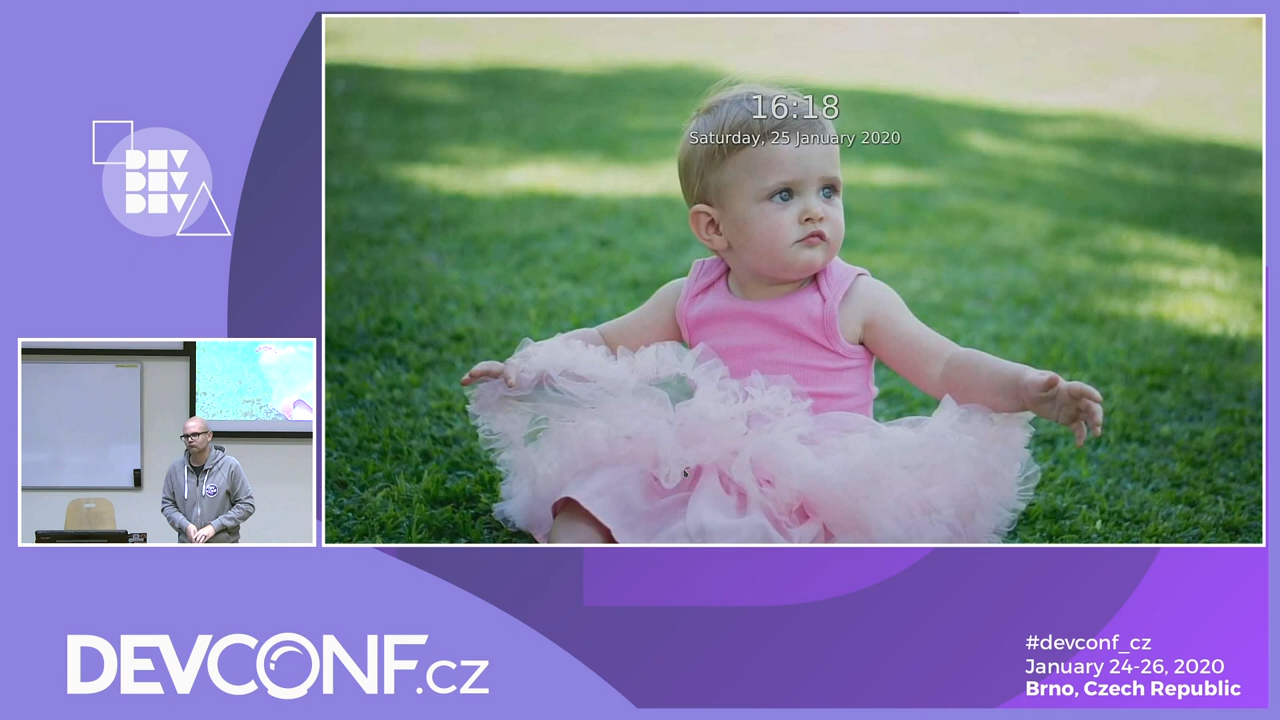 DEV
DEV
DEV
16:18
Saturday, 25 January 2020
DEVCONF.cz
#devconf_cz
January 24-26, 2020
Brno, Czech Republic